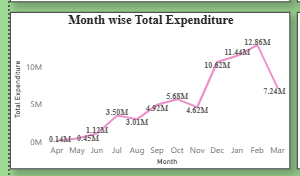 Month wise Total Expenditure
Total Expenditure
10M
5M
0M
0.14M
0.45M
1.12M
3.50M
3.01M
4.92M
5.68M
4.62M
10.62M
11.44M
12.86M
7.24M
Apr May Jun Jul Aug Sep Oct Nov Dec Jan Feb Mar
Month